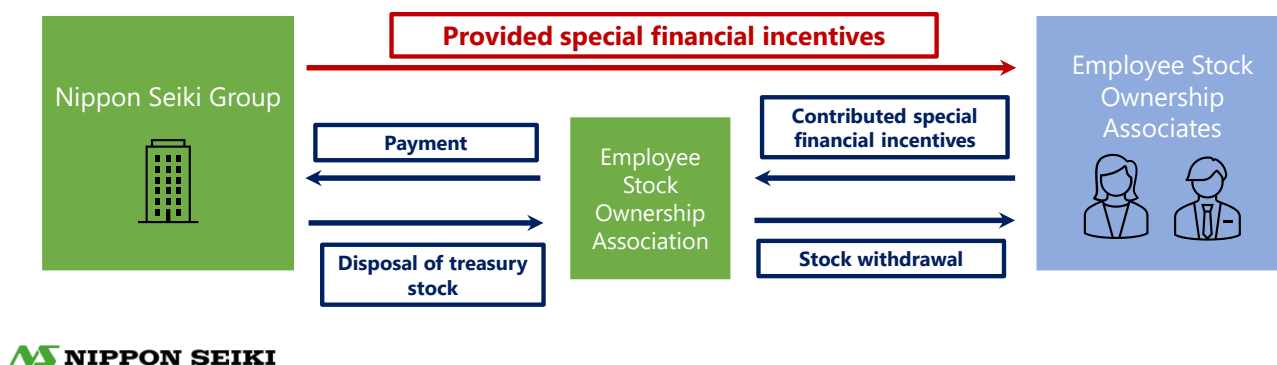 Provided special financial incentives
Nippon Seiki Group
Employee Stock
Ownership
Associates
Payment
Contributed special
financial incentives
Employee
Stock
Ownership
Association
Disposal of treasury
stock
Stock withdrawal
NS NIPPON SEIKI